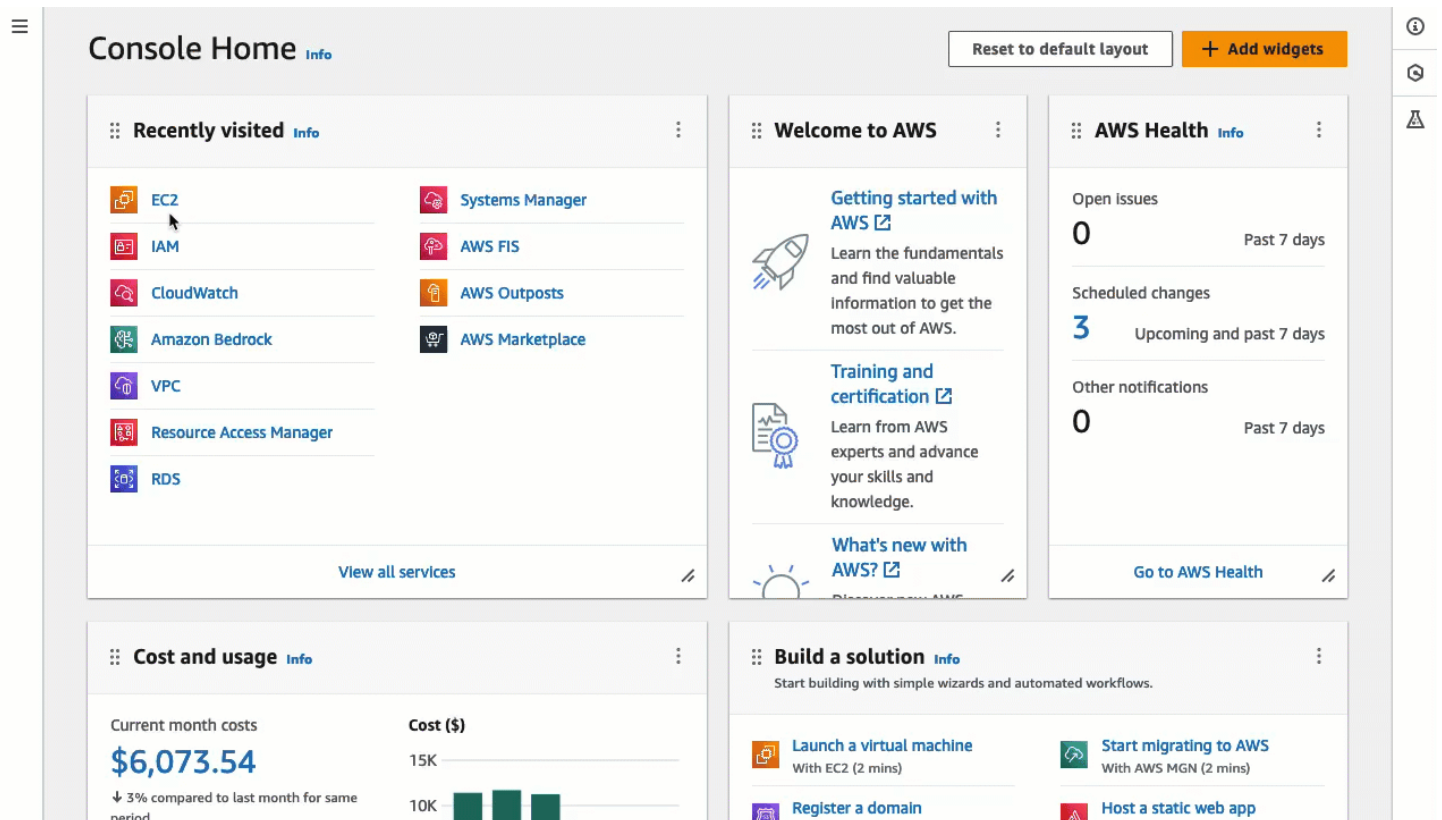 Console Home Info
Reset to default layout
Add widgets
Recently visited Info
EC2
IAM
CloudWatch
Amazon Bedrock
VPC
Resource Access Manager
RDS
Systems Manager
AWS FIS
AWS Outposts
AWS Marketplace
View all services
Welcome to AWS
Getting started with
AWS
Learn the fundamentals
and find valuable
information to get the
most out of AWS.
Training and
certification
Learn from AWS
experts and advance
your skills and
knowledge.
What's new with
AWS?
Discover new AWS
AWS Health Info
Open issues
0
Past 7 days
Scheduled changes
3
Upcoming and past 7 days
Other notifications
0
Past 7 days
Go to AWS Health
Cost and usage Info
Current month costs
$6,073.54
3% compared to last month for same
period
Cost ($)
15K
10K
Build a solution Info
Start building with simple wizards and automated workflows.
Launch a virtual machine
With EC2 (2 mins)
Register a domain
Start migrating to AWS
With AWS MGN (2 mins)
Host a static web app